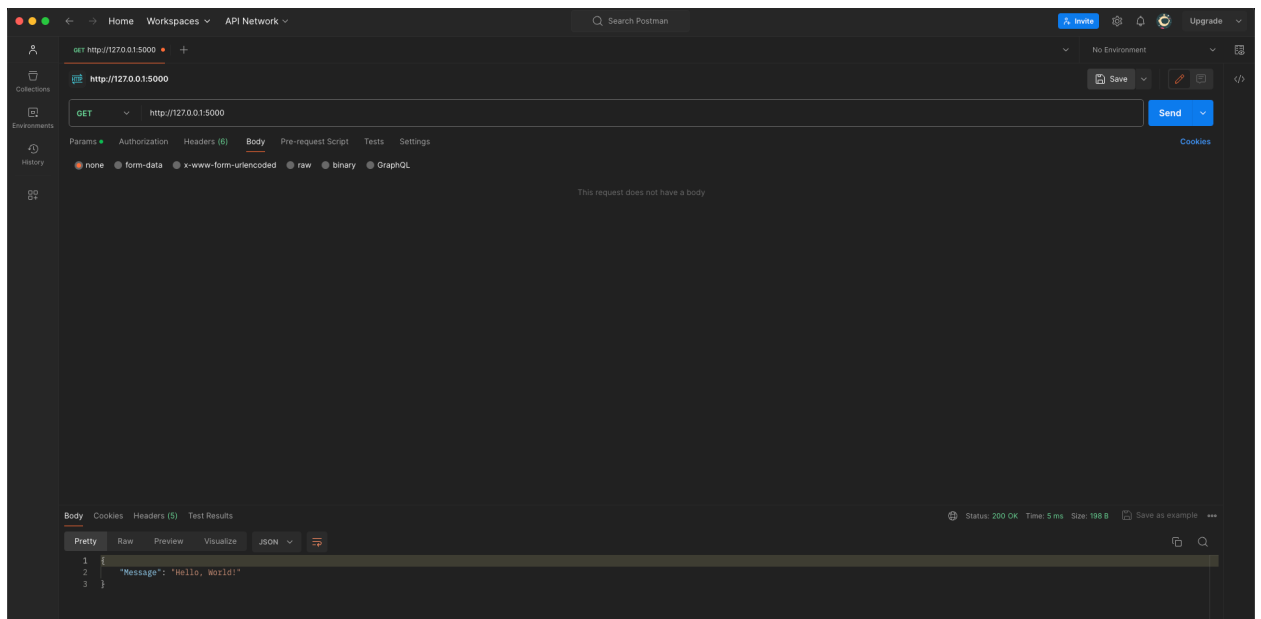 Home Workspaces API Network Search Postman Invite Upgrade
GET http://127.0.0.1:5000 No Environment
Collections
http://127.0.0.1:5000 Save
Environments
GET http://127.0.0.1:5000 Send
History
Params Authorization Headers (6) Body Pre-request Script Tests Settings Cookies
none form-data x-www-form-urlencoded raw binary GraphQL
This request does not have a body
Body Cookies Headers (5) Test Results Status: 200 OK Time: 5 ms Size: 198 B Save as example
Pretty Raw Preview Visualize JSON
1 {
2 "Message": "Hello, World!"
3 }